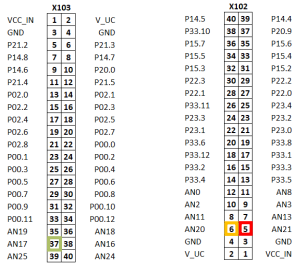 X103
VCC_IN 1 2 V_UC
GND 3 4 GND
P21.2 5 6 P21.3
P14.8 7 8 P14.7
P14.6 9 10 P20.0
P21.4 11 12 P21.5
P02.0 13 14 P02.1
P02.2 15 16 P02.3
P02.4 17 18 P02.5
P02.6 19 20 P02.7
P02.8 21 22 P00.0
P00.1 23 24 P00.2
P00.3 25 26 P00.4
P00.5 27 28 P00.6
P00.7 29 30 P00.8
P00.9 31 32 P00.10
P00.11 33 34 P00.12
AN19 35 36 AN18
AN17 37 38 AN16
AN25 39 40 AN24
X102
P14.5 40 39 P14.4
P33.10 38 37 P20.9
P15.7 36 35 P15.6
P15.5 34 33 P15.4
P15.3 32 31 P15.2
P22.3 30 29 P22.2
P22.1 28 27 P22.0
P33.11 26 25 P23.4
P23.3 24 23 P23.2
P23.1 22 21 P23.0
P33.6 20 19 P33.8
P33.12 18 17 P33.1
P33.2 16 15 P33.3
P33.4 14 13 P33.5
AN0 12 11 AN8
AN2 10 9 AN3
AN11 8 7 AN13
AN20 6 5 AN21
GND 4 3 GND
V_UC 2 1 VCC_IN